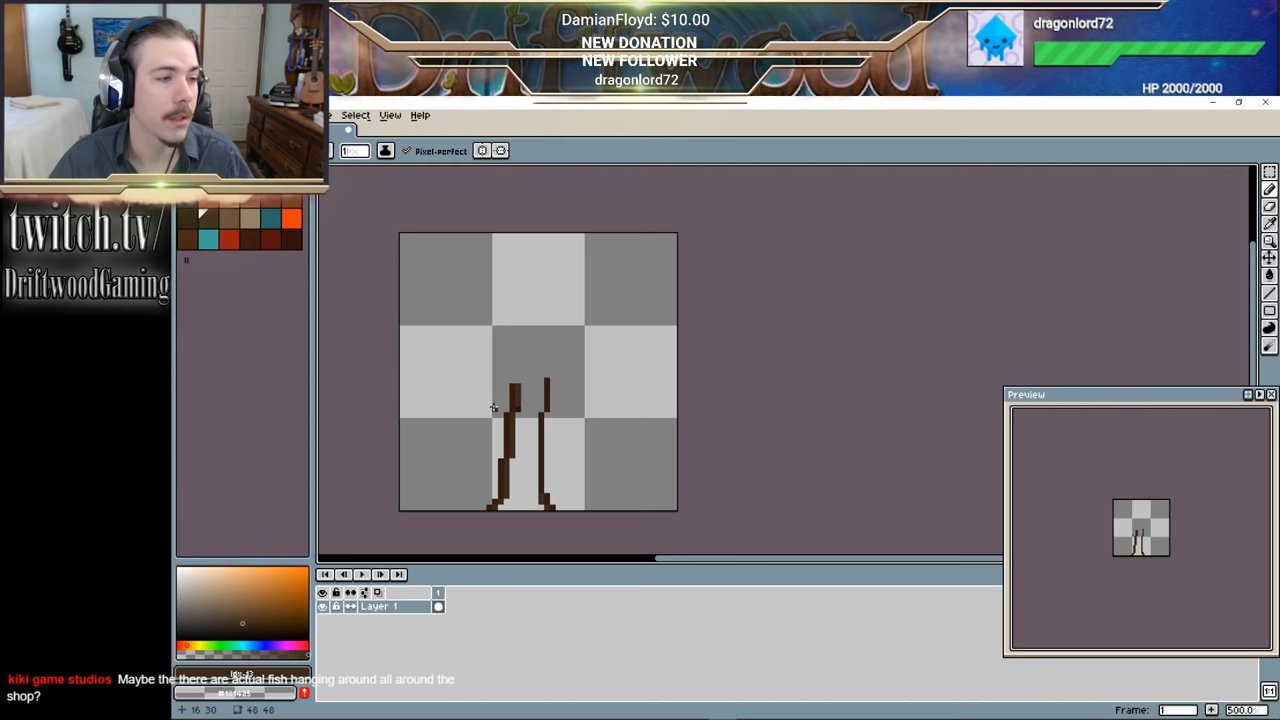 DamianFloyd: $10.00
NEW DONATION
NEW FOLLOWER
dragonlord72
dragonlord72
HP 2000/2000
Select View Help
Pixel-perfect
twitch.tv/
DriftwoodGaming
Preview
1
Layer 1
kiki game studios Maybe the there are actual fish hanging around all around the
shop?
16 30 48 48
Frame: 1 500.0
1:1